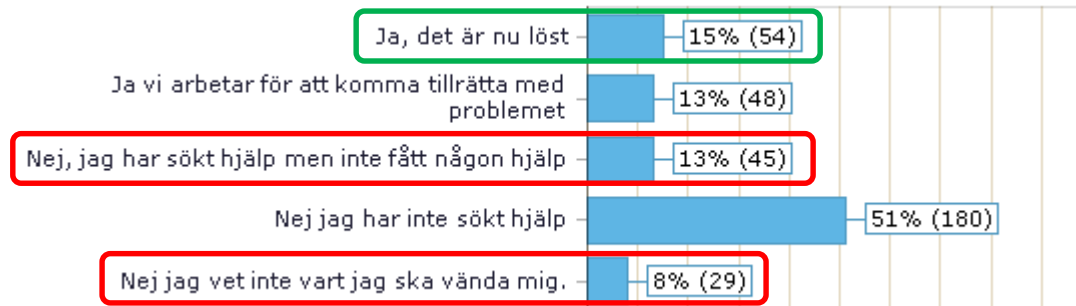 Ja, det är nu löst
15% (54)
Ja vi arbetar för att komma tillrätta med
problemet
13% (48)
Nej, jag har sökt hjälp men inte fått någon hjälp
13% (45)
Nej jag har inte sökt hjälp
51% (180)
Nej jag vet inte vart jag ska vända mig.
8% (29)